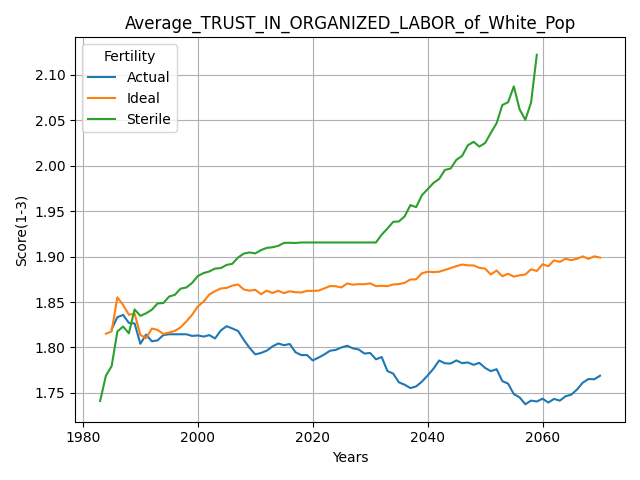 Average_TRUST_IN_ORGANIZED_LABOR_of_White_Pop
Fertility
Actual
Ideal
Sterile
Score(1-3)
2.10
2.05
2.00
1.95
1.90
1.85
1.80
1.75
1980
2000
2020
2040
2060
Years